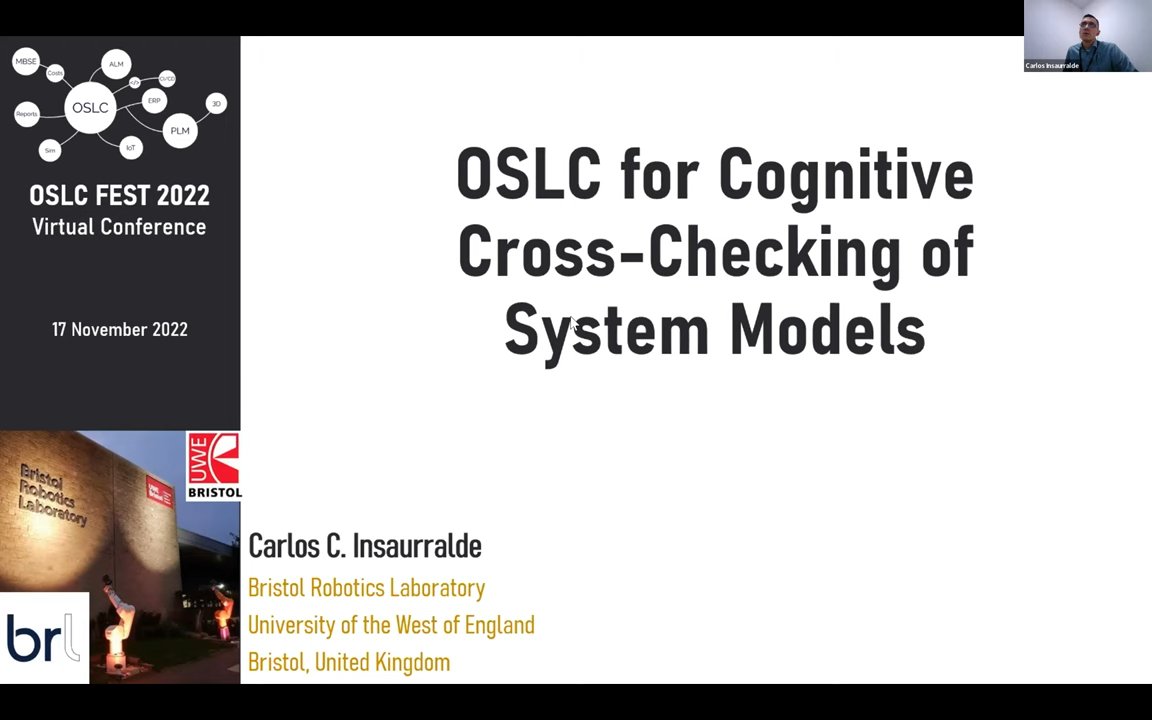 MBSE
Costs
ALM
</>
CI/CD
ERP
3D
OSLC
Reports
PLM
Sim
IoT
OSLC FEST 2022
Virtual Conference
17 November 2022
OSLC for Cognitive
Cross-Checking of
System Models
Carlos Insaurralde
Bristol
Robotics
Laboratory
UWE
BRISTOL
brl
Carlos C. Insaurralde
Bristol Robotics Laboratory
University of the West of England
Bristol, United Kingdom